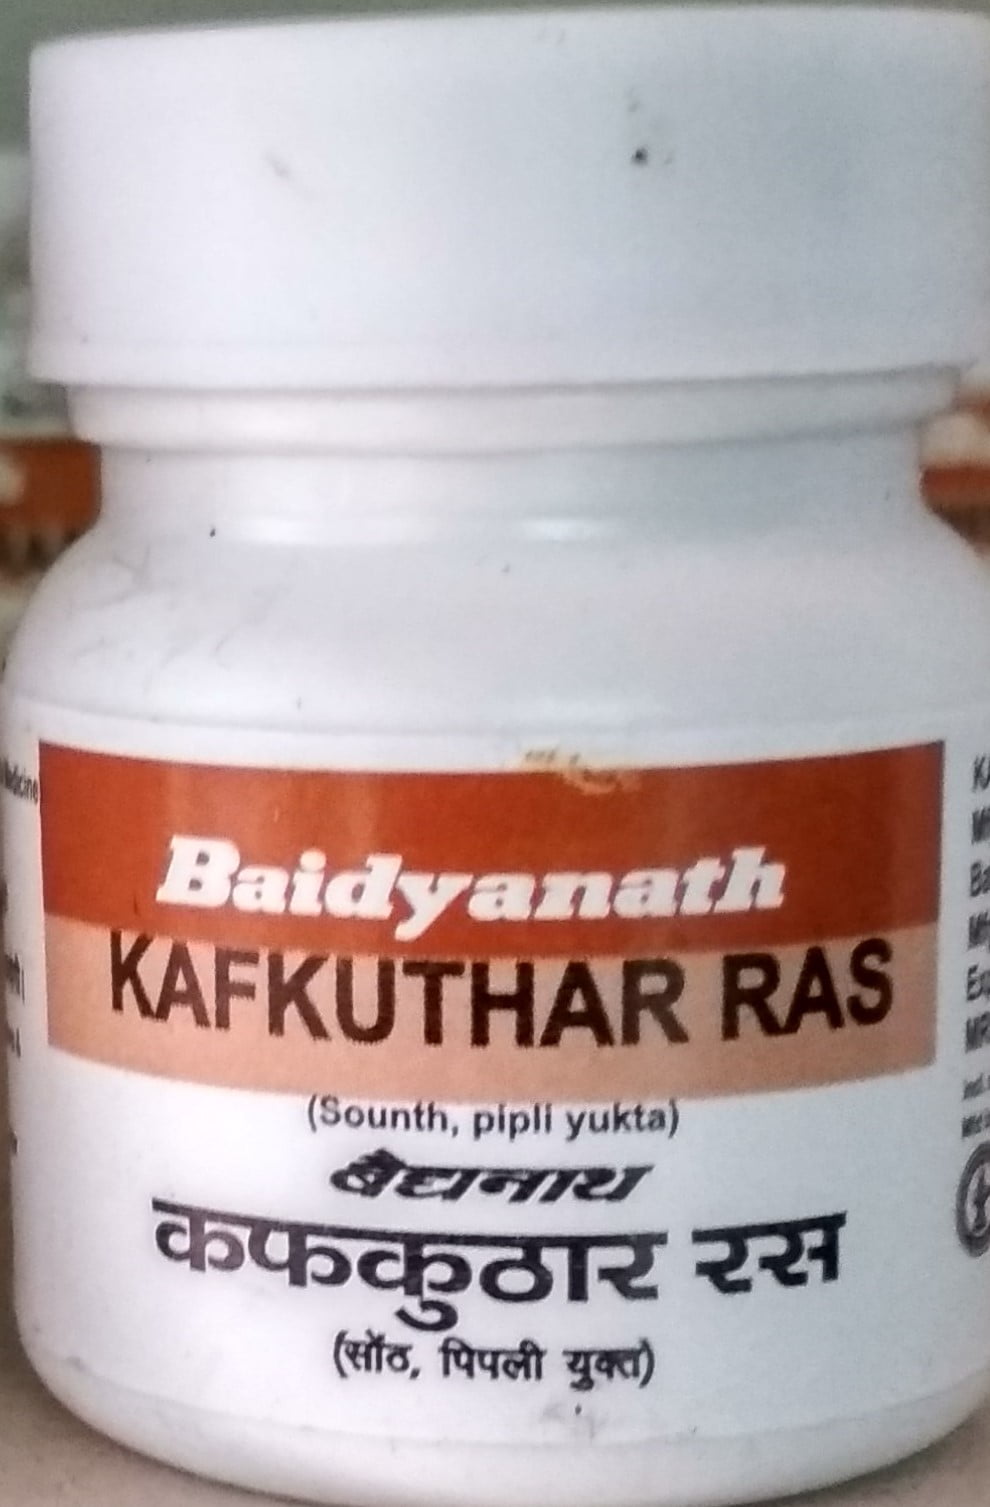 Baidyanath
KAFKUTHAR RAS
(Sounth, pipli yukta)
बैद्यनाथ
कफकुठार रस
(सोंठ, पिपली युक्त)